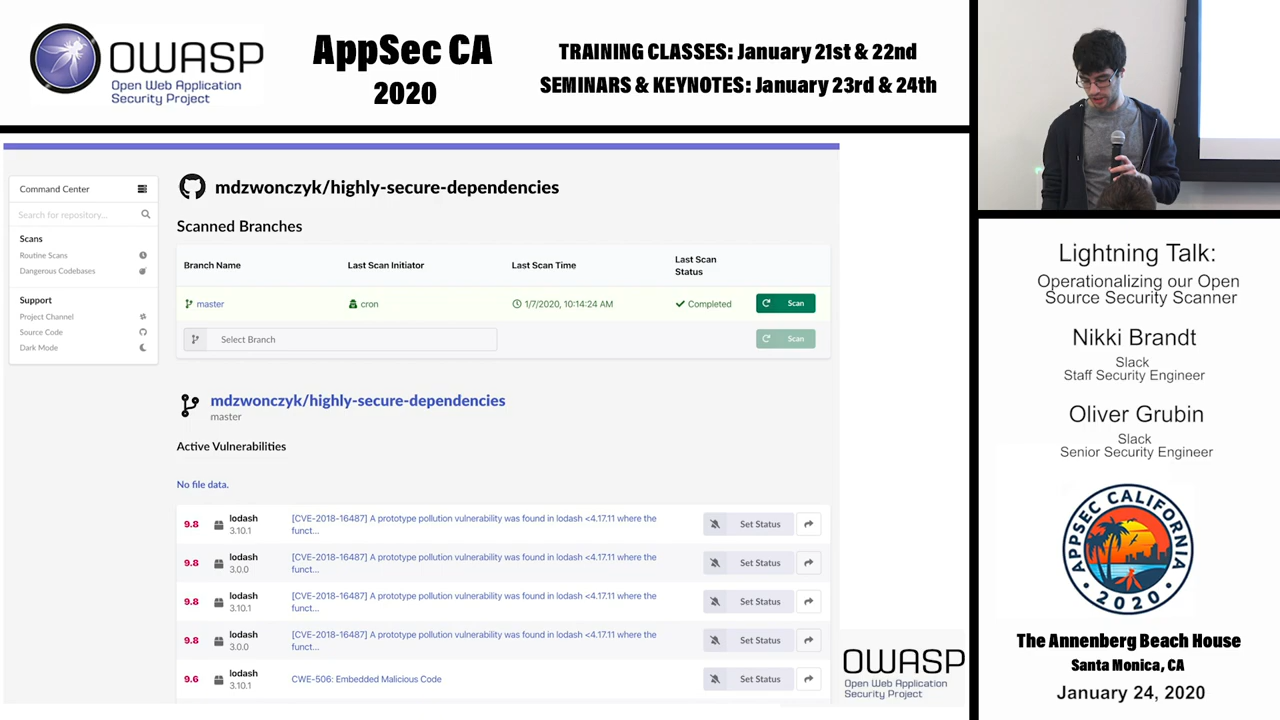 OWASP
Open Web Application
Security Project
AppSec CA
2020
TRAINING CLASSES: January 21st & 22nd
SEMINARS & KEYNOTES: January 23rd & 24th
Command Center
Search for repository...
Scans
Routine Scans
Dangerous Codebases
Support
Project Channel
Source Code
Dark Mode
mdzwonczyk/highly-secure-dependencies
Scanned Branches
Branch Name Last Scan Initiator Last Scan Time Last Scan
Status
master cron 1/7/2020, 10:14:24 AM Completed Scan
Select Branch Scan
mdzwonczyk/highly-secure-dependencies
master
Active Vulnerabilities
No file data.
9.8 lodash [CVE-2018-16487] A prototype pollution vulnerability was found in lodash <4.17.11 where the Set Status
3.10.1 funct...
9.8 lodash [CVE-2018-16487] A prototype pollution vulnerability was found in lodash <4.17.11 where the Set Status
3.0.0 funct...
9.8 lodash [CVE-2018-16487] A prototype pollution vulnerability was found in lodash <4.17.11 where the Set Status
3.10.1 funct...
9.8 lodash [CVE-2018-16487] A prototype pollution vulnerability was found in lodash <4.17.11 where the Set Status
3.0.0 funct...
9.6 lodash CWE-506: Embedded Malicious Code Set Status
3.10.1
OWASP
Open Web Application
Security Project
Lightning Talk:
Operationalizing our Open
Source Security Scanner
Nikki Brandt
Slack
Staff Security Engineer
Oliver Grubin
Slack
Senior Security Engineer
APPSEC CALIFORNIA
2020
The Annenberg Beach House
Santa Monica, CA
January 24, 2020